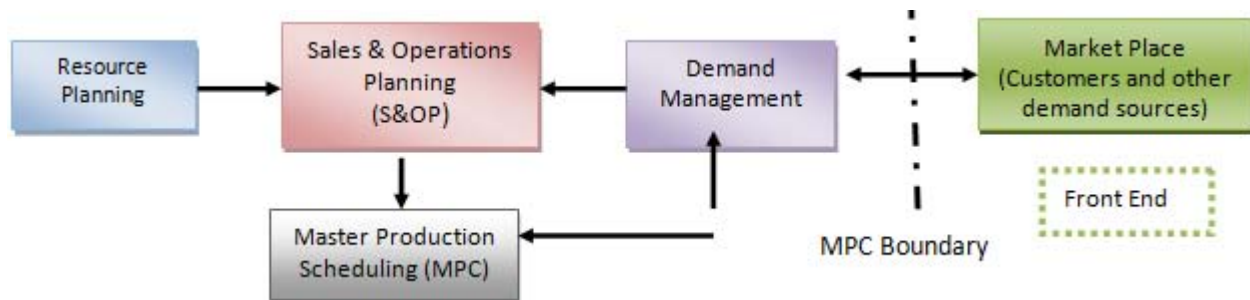 Resource
Planning
Sales & Operations
Planning
(S&OP)
Demand
Management
Market Place
(Customers and other
demand sources)
Front End
Master Production
Scheduling (MPC)
MPC Boundary